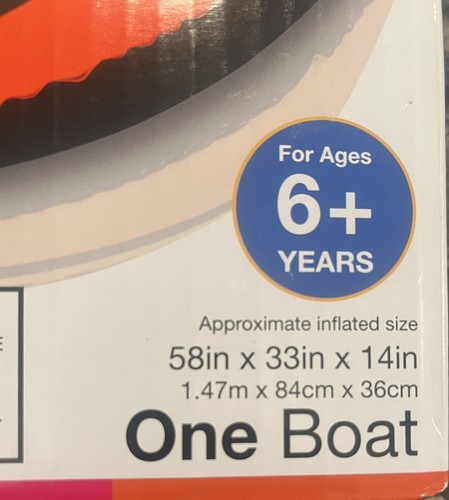 For Ages
6+
YEARS
Approximate inflated size
58in x 33in x 14in
1.47m x 84cm x 36cm
One Boat